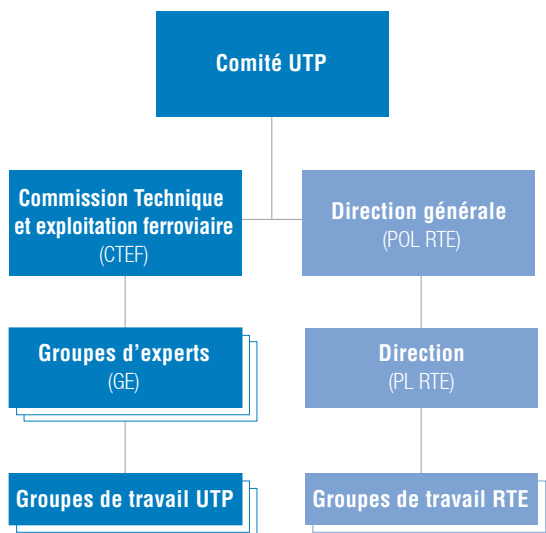 Comité UTP
Commission Technique
et exploitation ferroviaire
(CTEF)
Direction générale
(POL RTE)
Groupes d'experts
(GE)
Direction
(PL RTE)
Groupes de travail UTP
Groupes de travail RTE